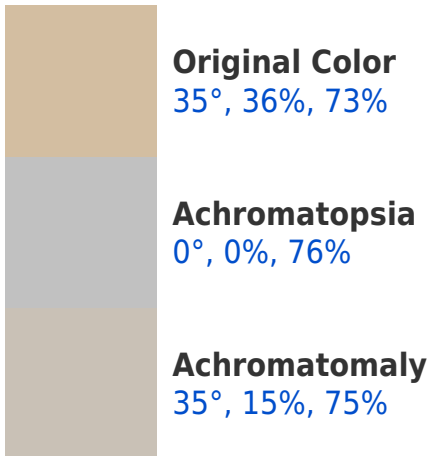 Original Color
35°, 36%, 73%
Achromatopsia
0°, 0%, 76%
Achromatomaly
35°, 15%, 75%